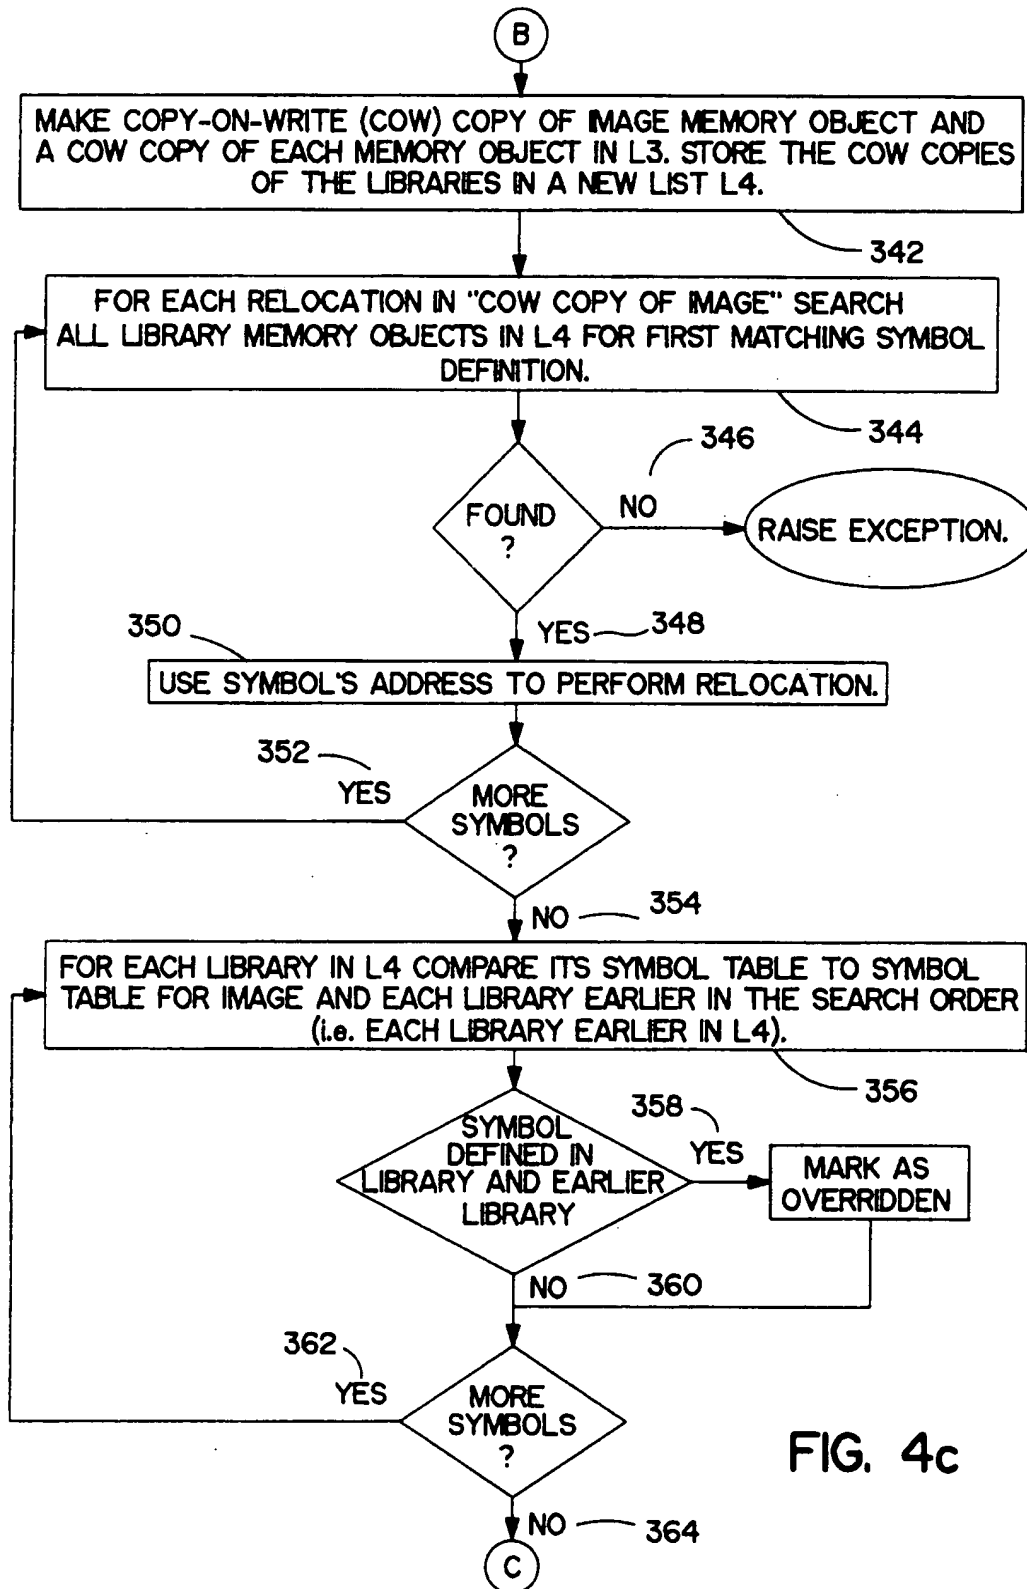 B
MAKE COPY-ON-WRITE (COW) COPY OF IMAGE MEMORY OBJECT AND
A COW COPY OF EACH MEMORY OBJECT IN L3. STORE THE COW COPIES
OF THE LIBRARIES IN A NEW LIST L4.
342
FOR EACH RELOCATION IN "COW COPY OF IMAGE" SEARCH
ALL LIBRARY MEMORY OBJECTS IN L4 FOR FIRST MATCHING SYMBOL
DEFINITION.
344
346
FOUND
?
NO
RAISE EXCEPTION.
YES
348
350
USE SYMBOL'S ADDRESS TO PERFORM RELOCATION.
352
YES
MORE
SYMBOLS
?
NO
354
FOR EACH LIBRARY IN L4 COMPARE ITS SYMBOL TABLE TO SYMBOL
TABLE FOR IMAGE AND EACH LIBRARY EARLIER IN THE SEARCH ORDER
(i.e. EACH LIBRARY EARLIER IN L4).
356
358
SYMBOL
DEFINED IN
LIBRARY AND EARLIER
LIBRARY
YES
MARK AS
OVERRIDDEN
NO
360
362
YES
MORE
SYMBOLS
?
FIG. 4c
NO
364
C